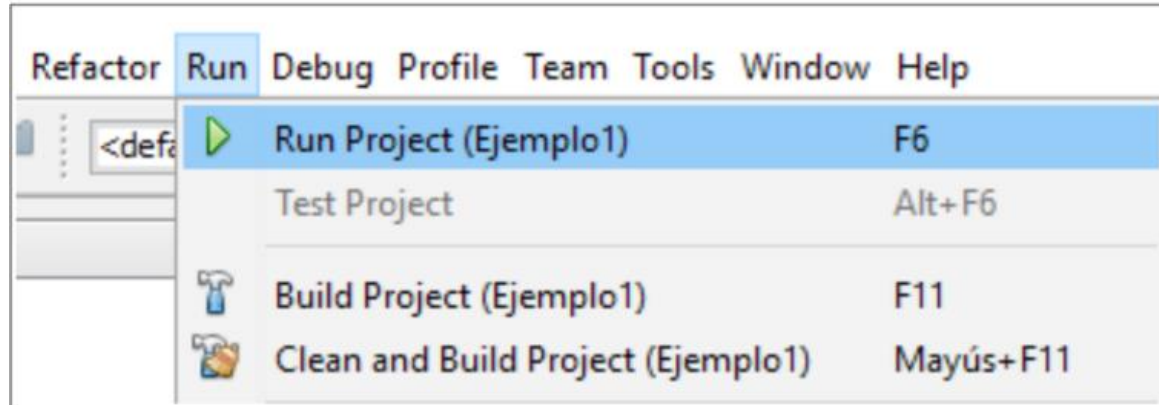 Refactor Run Debug Profile Team Tools Window Help
<defa
Run Project (Ejemplo1) F6
Test Project Alt+F6
Build Project (Ejemplo1) F11
Clean and Build Project (Ejemplo1) Mayús+F11